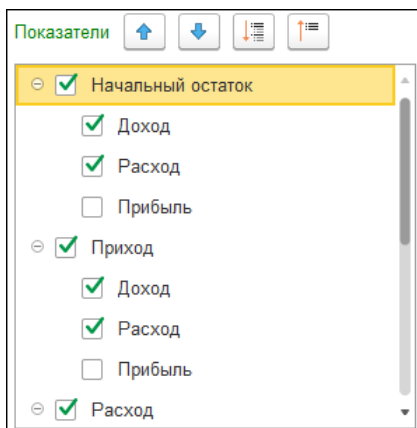 Показатели
Начальный остаток
Доход
Расход
Прибыль
Приход
Доход
Расход
Прибыль
Расход